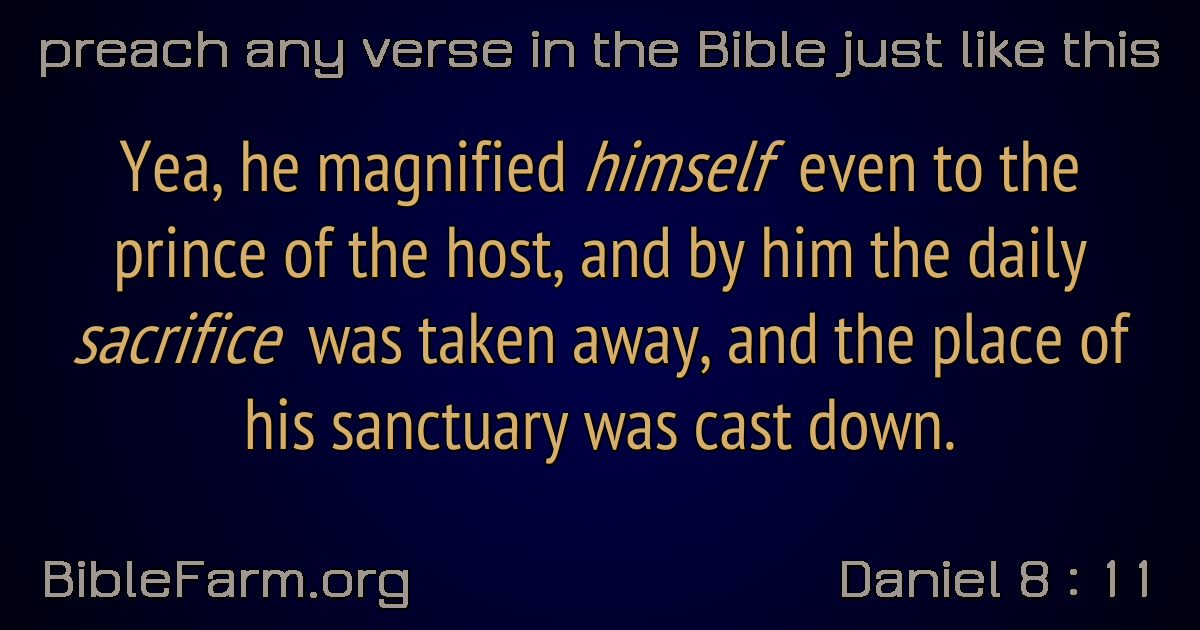 preach any verse in the Bible just like this
Yea, he magnified himself even to the
prince of the host, and by him the daily
sacrifice was taken away, and the place of
his sanctuary was cast down.
BibleFarm.org
Daniel 8 : 11